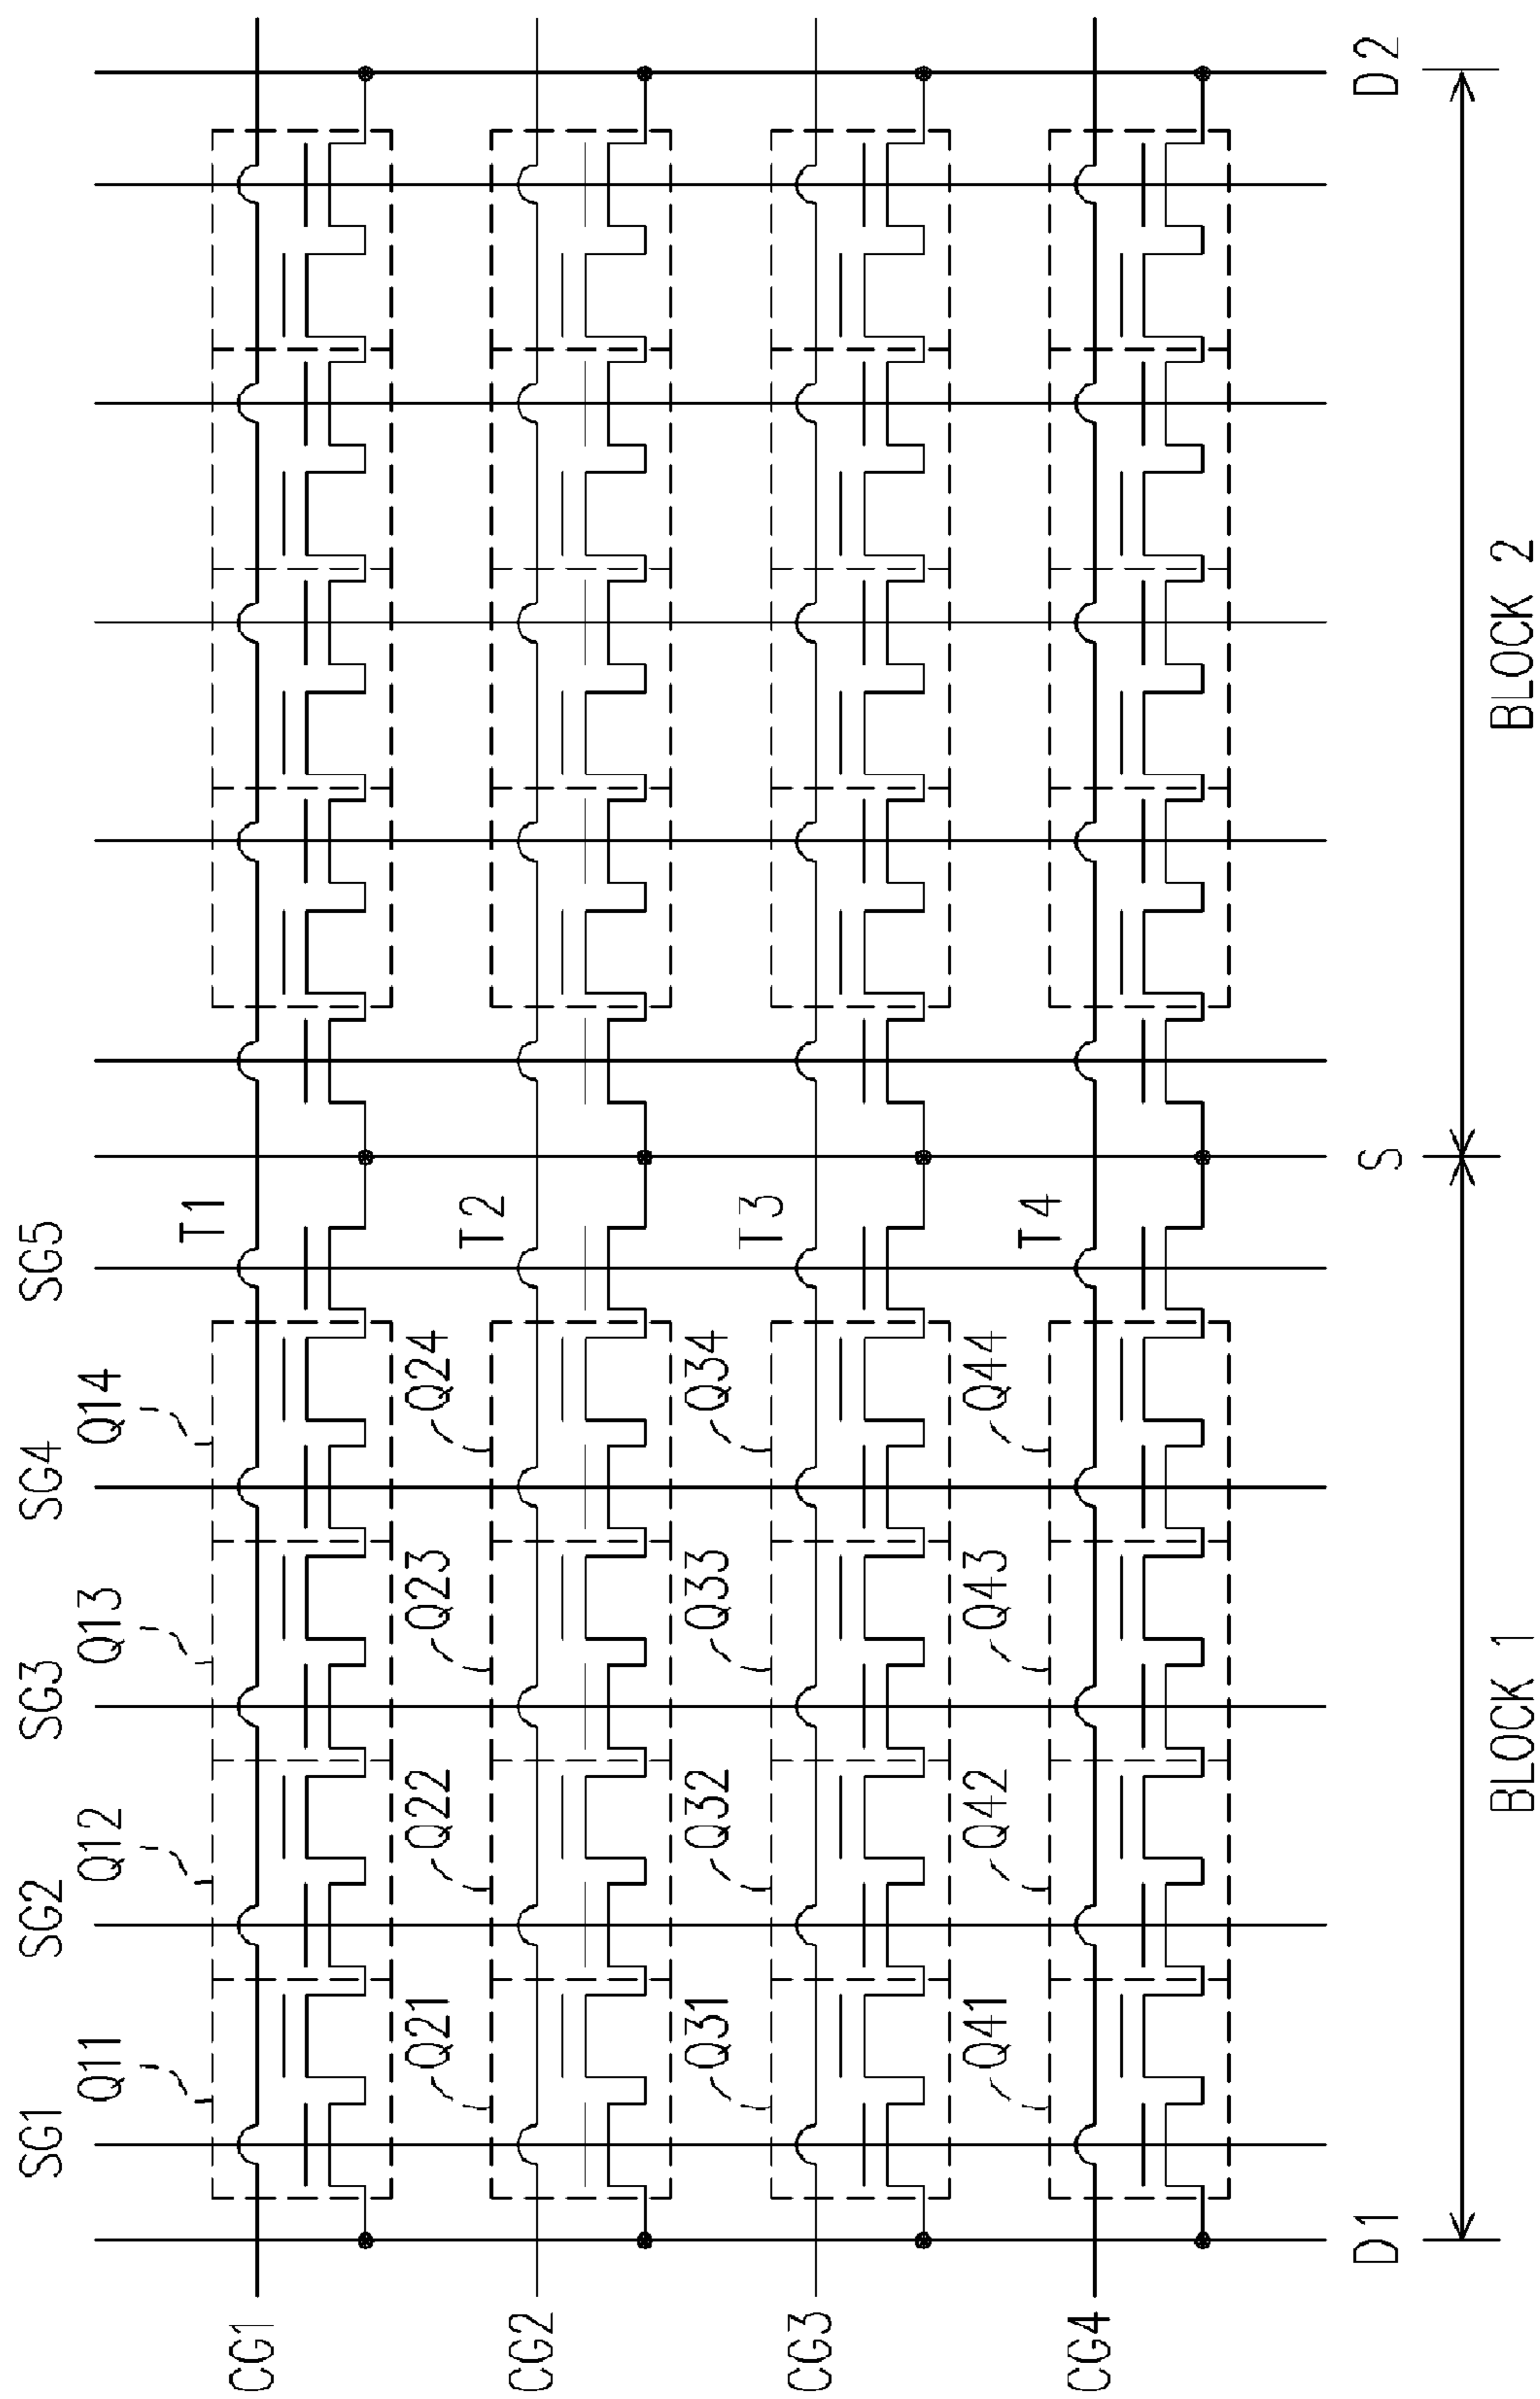 SG1
SG2
SG3
SG4
SG5
Q11
Q12
Q13
Q14
T1
CG1
Q21
Q22
Q23
Q24
T2
CG2
Q31
Q32
Q33
Q34
T3
CG3
Q41
Q42
Q43
Q44
T4
CG4
D1
S
D2
BLOCK 1
BLOCK 2